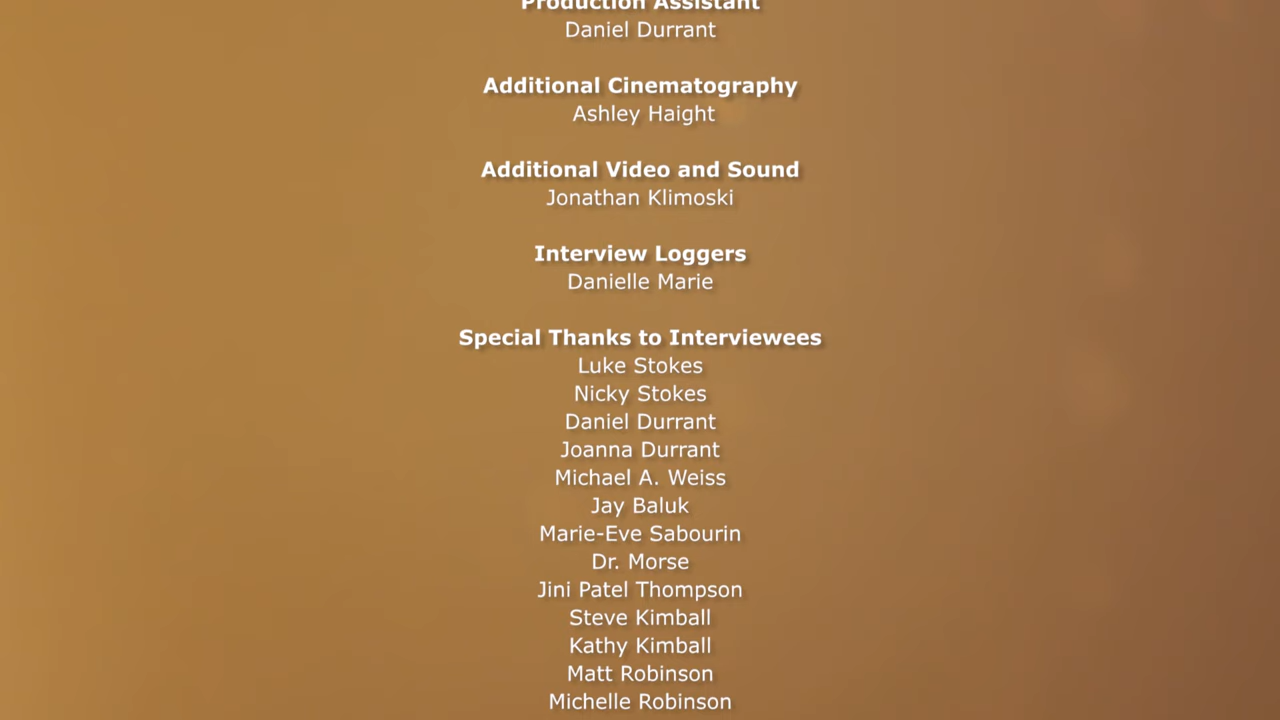 Production Assistant
Daniel Durrant
Additional Cinematography
Ashley Haight
Additional Video and Sound
Jonathan Klimoski
Interview Loggers
Danielle Marie
Special Thanks to Interviewees
Luke Stokes
Nicky Stokes
Daniel Durrant
Joanna Durrant
Michael A. Weiss
Jay Baluk
Marie-Eve Sabourin
Dr. Morse
Jini Patel Thompson
Steve Kimball
Kathy Kimball
Matt Robinson
Michelle Robinson